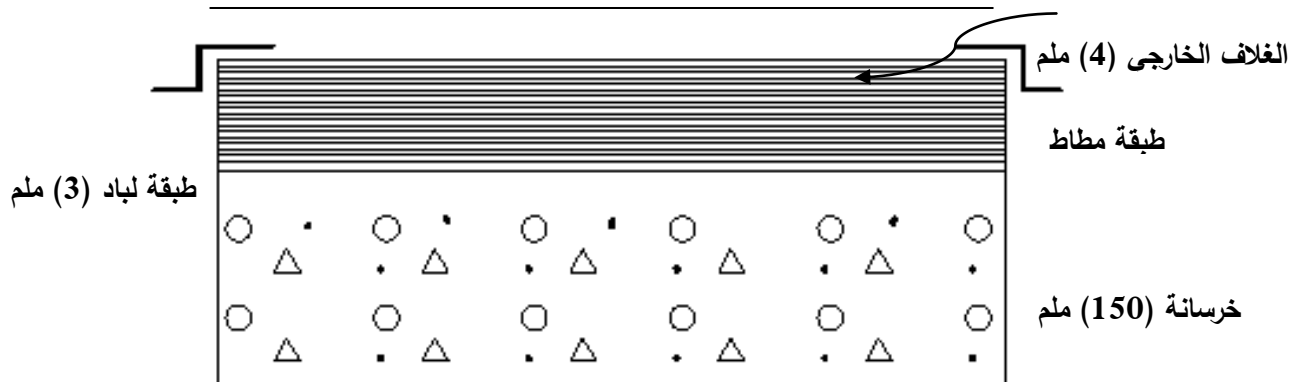 الغلاف الخارجى (4) ملم
طبقة مطاط
طبقة لباد (3) ملم
خرسانة (150) ملم